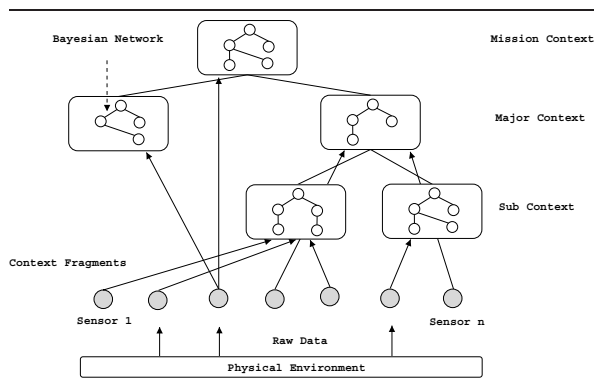 Bayesian Network
Mission Context
Major Context
Sub Context
Context Fragments
Sensor 1
Sensor n
Raw Data
Physical Environment